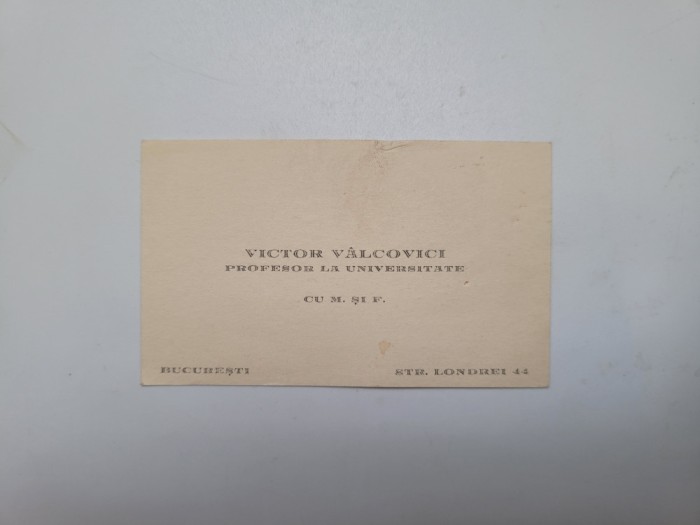 VICTOR VÂLCOVICI
PROFESOR LA UNIVERSITATE
CU M. ȘI F.
BUCUREȘTI
STR. LONDREI 44